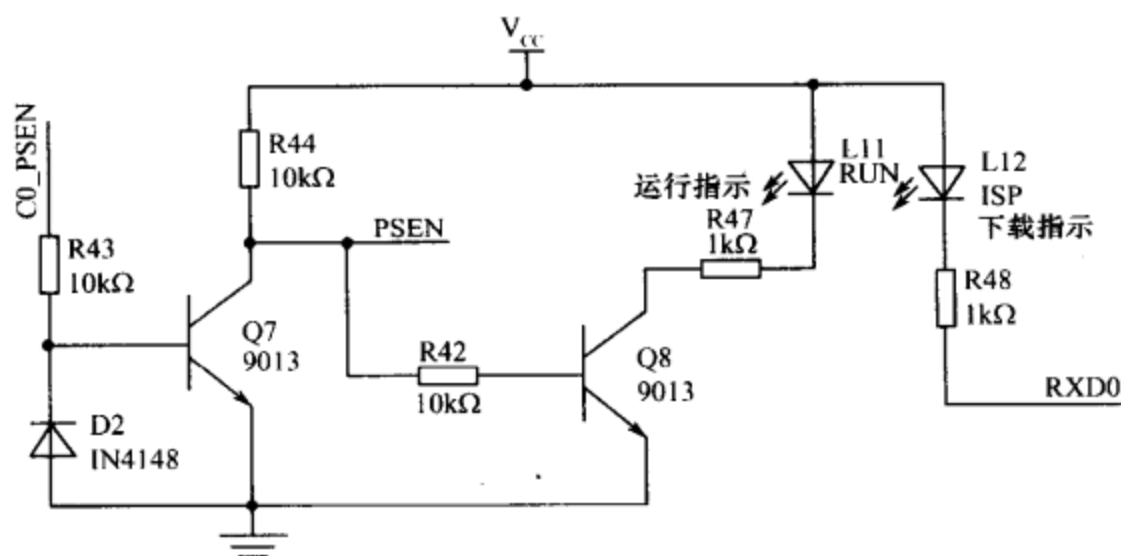 V_CC
C0_PSEN
R44
10kΩ
L11
RUN
L12
ISP
下载指示
运行指示
PSEN
R47
1kΩ
R43
10kΩ
R48
1kΩ
Q7
9013
R42
10kΩ
Q8
9013
RXD0
D2
IN4148